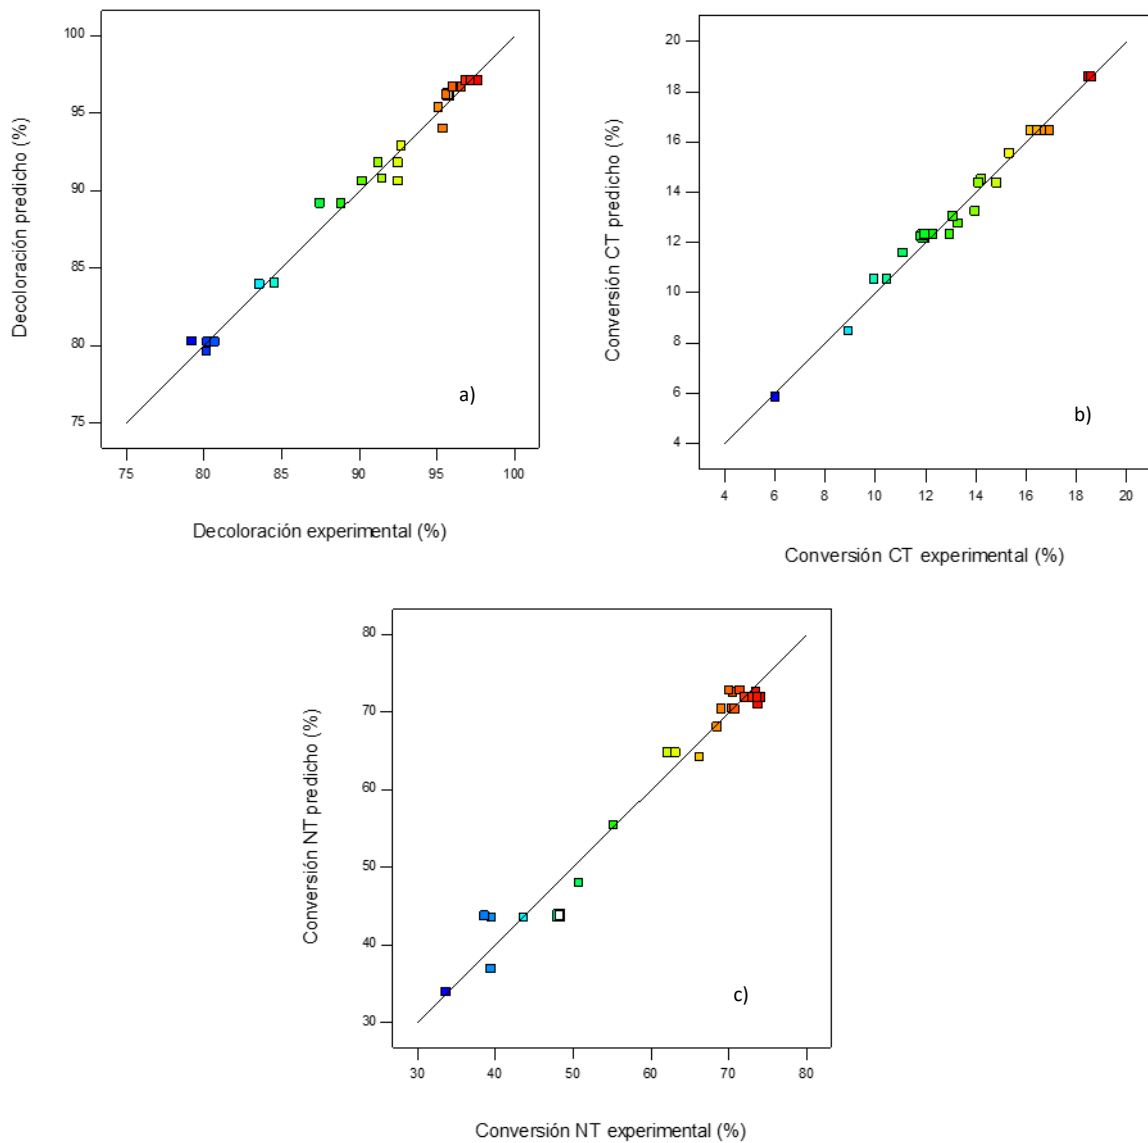 100
95
90
85
80
75
Decoloración predicho (%)
a)
75 80 85 90 95 100
Decoloración experimental (%)
20
18
16
14
12
10
8
6
4
Conversión CT predicho (%)
b)
4 6 8 10 12 14 16 18 20
Conversión CT experimental (%)
80
70
60
50
40
30
Conversión NT predicho (%)
c)
30 40 50 60 70 80
Conversión NT experimental (%)